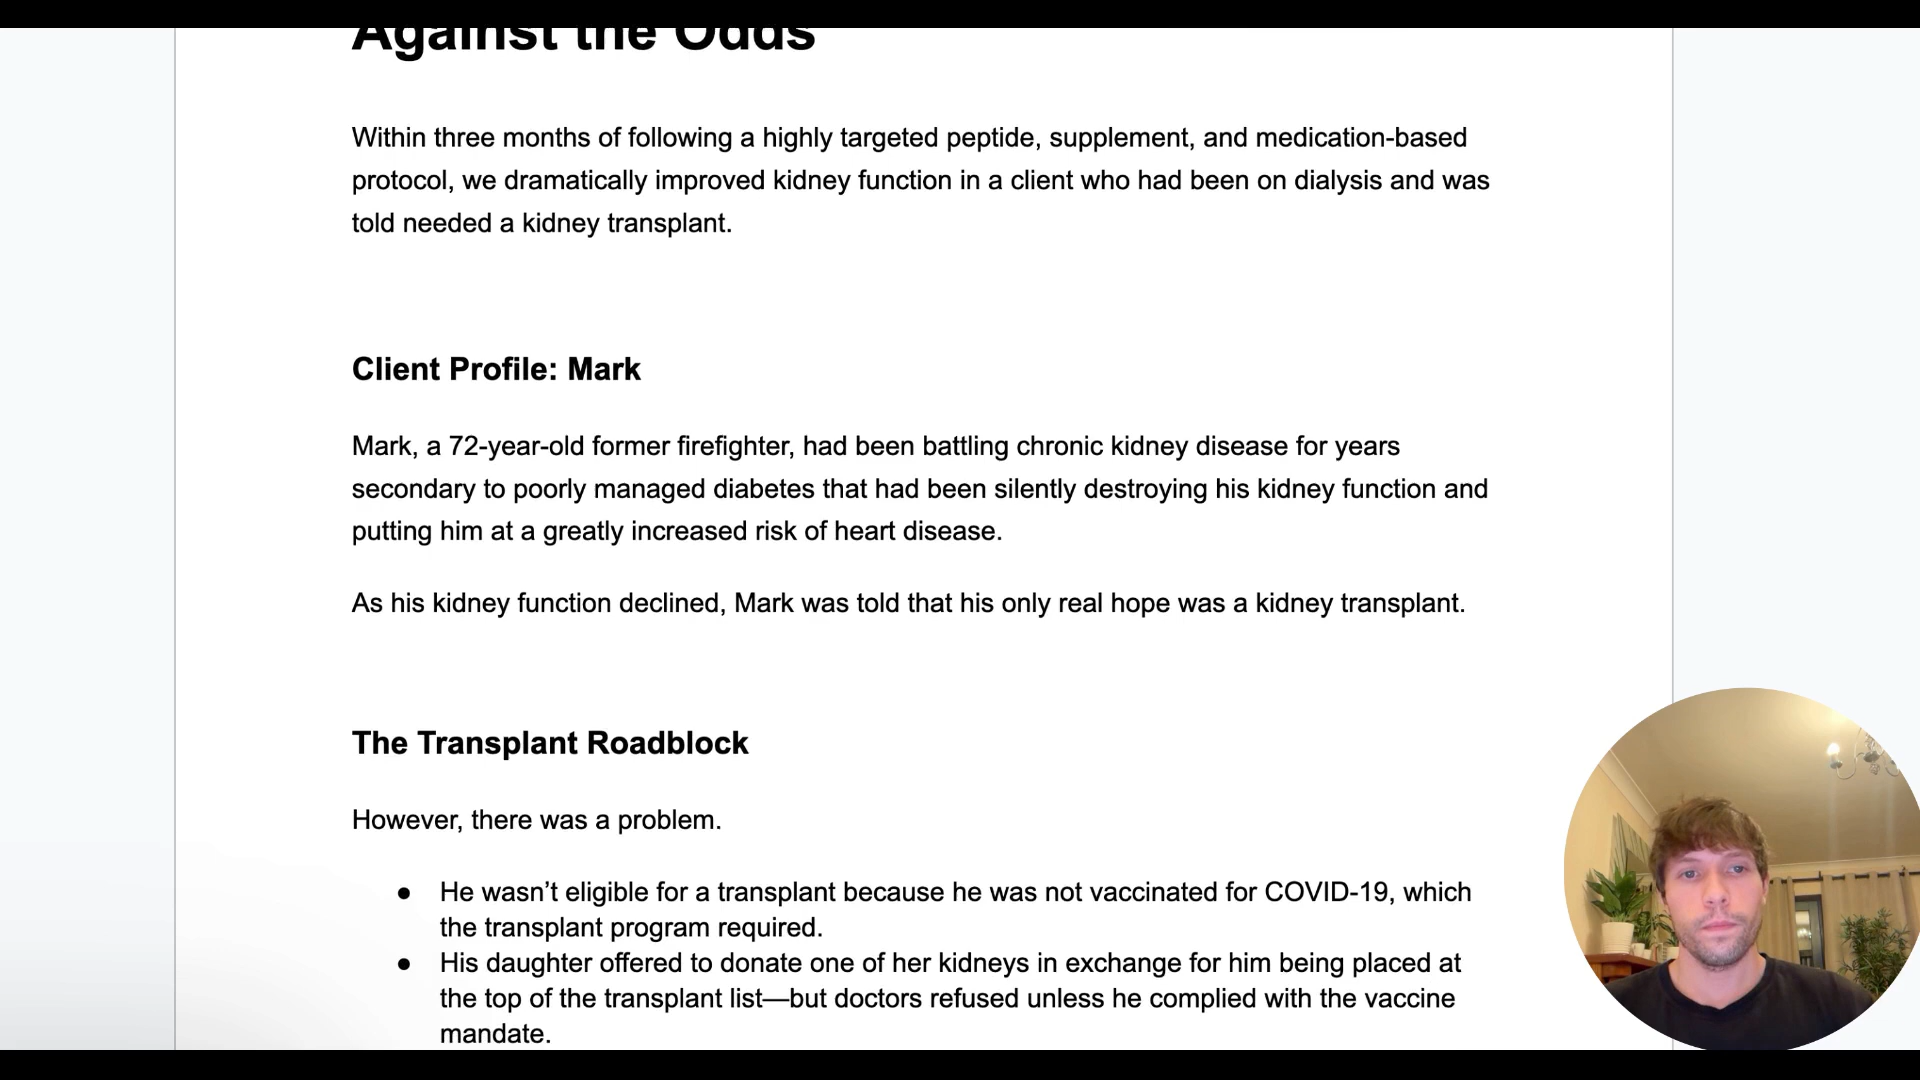 Against the Odds
Within three months of following a highly targeted peptide, supplement, and medication-based
protocol, we dramatically improved kidney function in a client who had been on dialysis and was
told needed a kidney transplant.
Client Profile: Mark
Mark, a 72-year-old former firefighter, had been battling chronic kidney disease for years
secondary to poorly managed diabetes that had been silently destroying his kidney function and
putting him at a greatly increased risk of heart disease.
As his kidney function declined, Mark was told that his only real hope was a kidney transplant.
The Transplant Roadblock
However, there was a problem.
● He wasn’t eligible for a transplant because he was not vaccinated for COVID-19, which
the transplant program required.
● His daughter offered to donate one of her kidneys in exchange for him being placed at
the top of the transplant list—but doctors refused unless he complied with the vaccine
mandate.